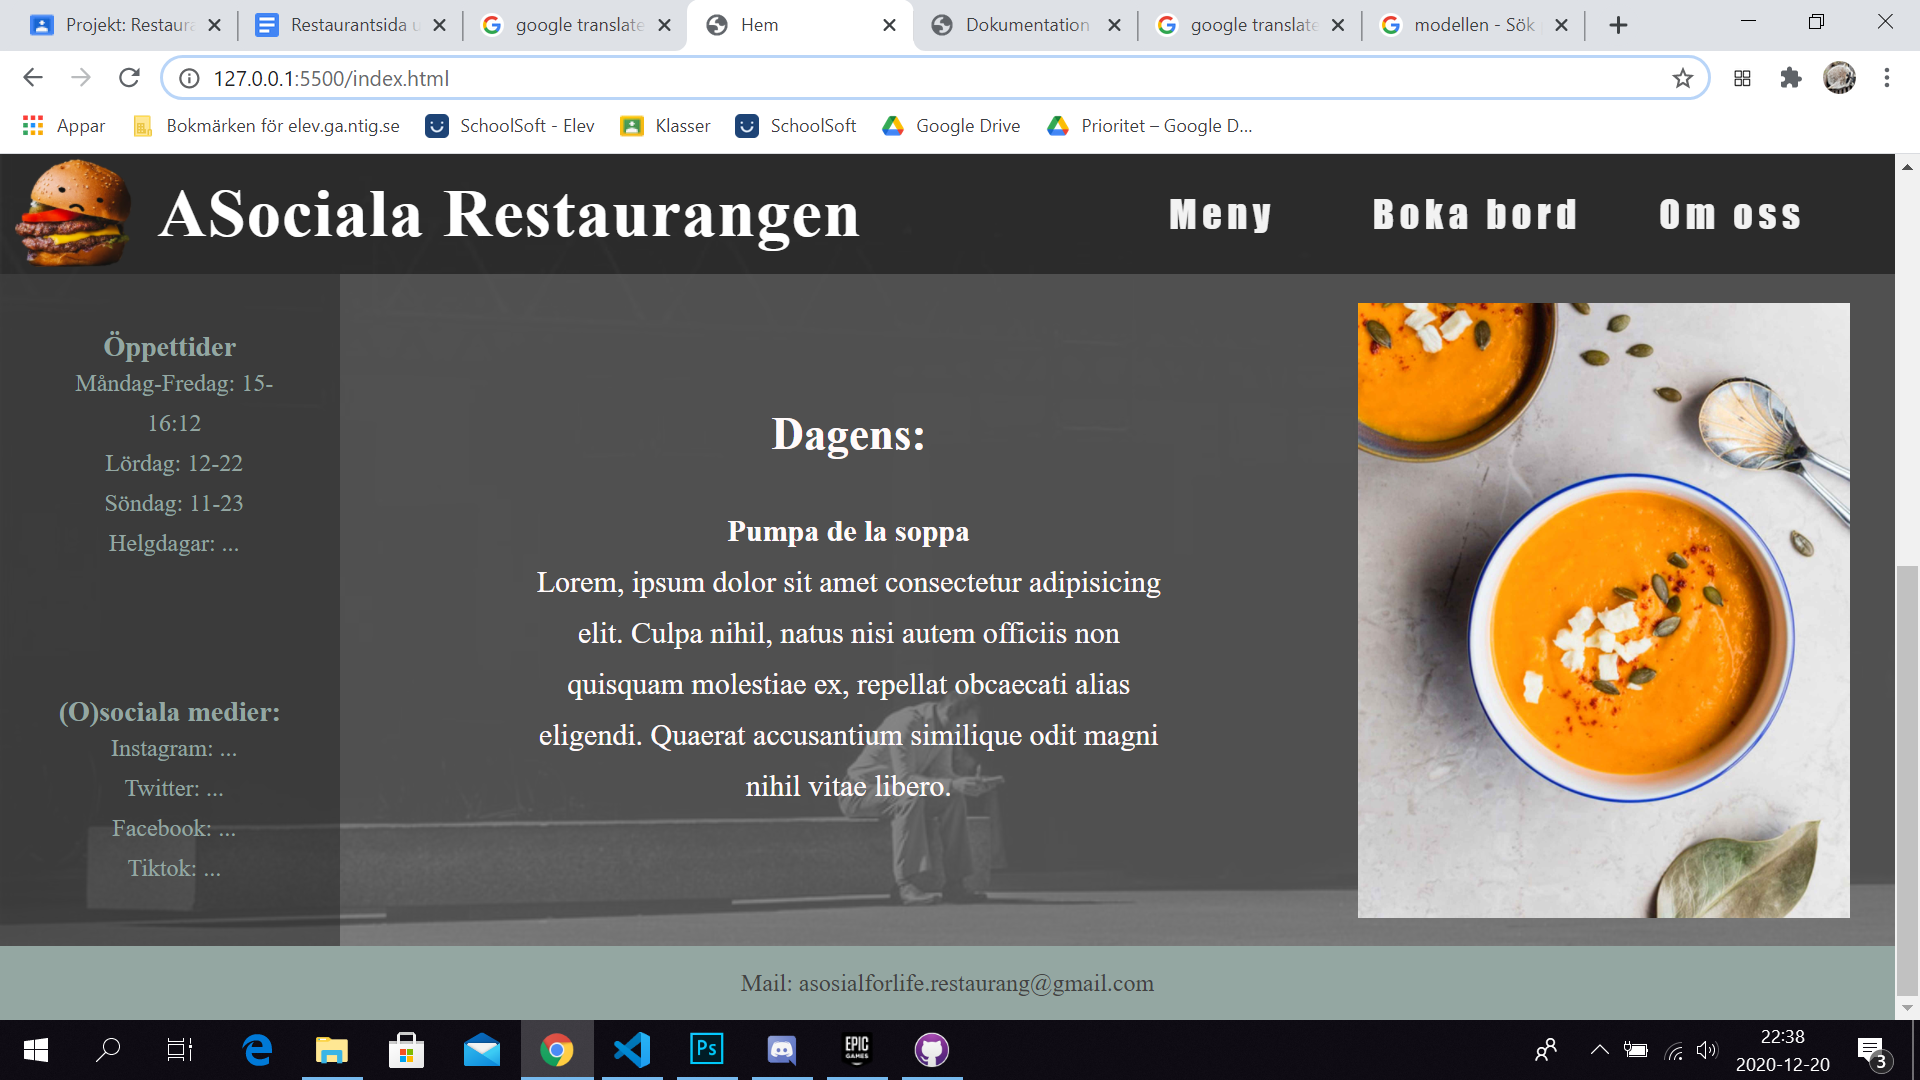 Projekt: Restaura
Restaurantsida u
google translate
Hem
Dokumentation
google translate
modellen - Sök
127.0.0.1:5500/index.html
Appar
Bokmärken för elev.ga.ntig.se
SchoolSoft - Elev
Klasser
SchoolSoft
Google Drive
Prioritet – Google D...
ASociala Restaurangen
Meny
Boka bord
Om oss
Öppettider
Måndag-Fredag: 15-
16:12
Lördag: 12-22
Söndag: 11-23
Helgdagar: ...
(O)sociala medier:
Instagram: ...
Twitter: ...
Facebook: ...
Tiktok: ...
Dagens:
Pumpa de la soppa
Lorem, ipsum dolor sit amet consectetur adipisicing
elit. Culpa nihil, natus nisi autem officiis non
quisquam molestiae ex, repellat obcaecati alias
eligendi. Quaerat accusantium similique odit magni
nihil vitae libero.
Mail: asosialforlife.restaurang@gmail.com
Ps
EPIC
GAMES
22:38
2020-12-20
3